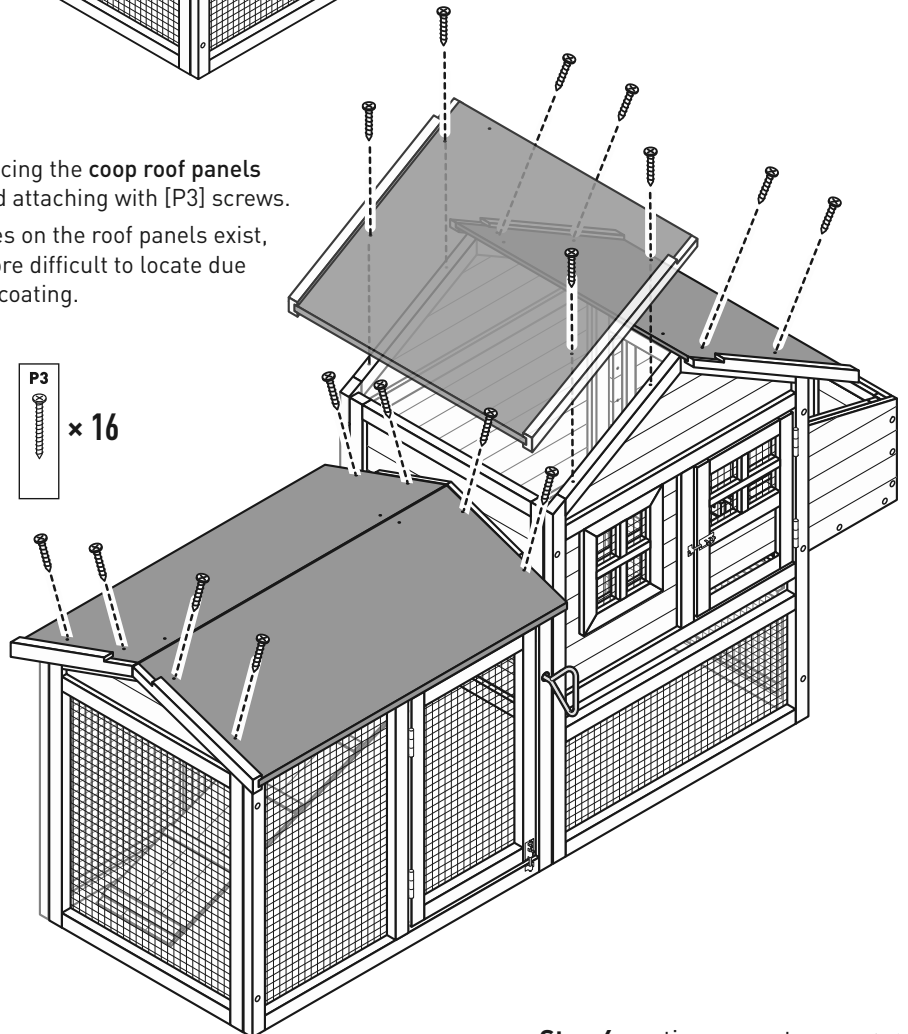 cing the coop roof panels
d attaching with [P3] screws.
es on the roof panels exist,
ore difficult to locate due
coating.
P3
× 16